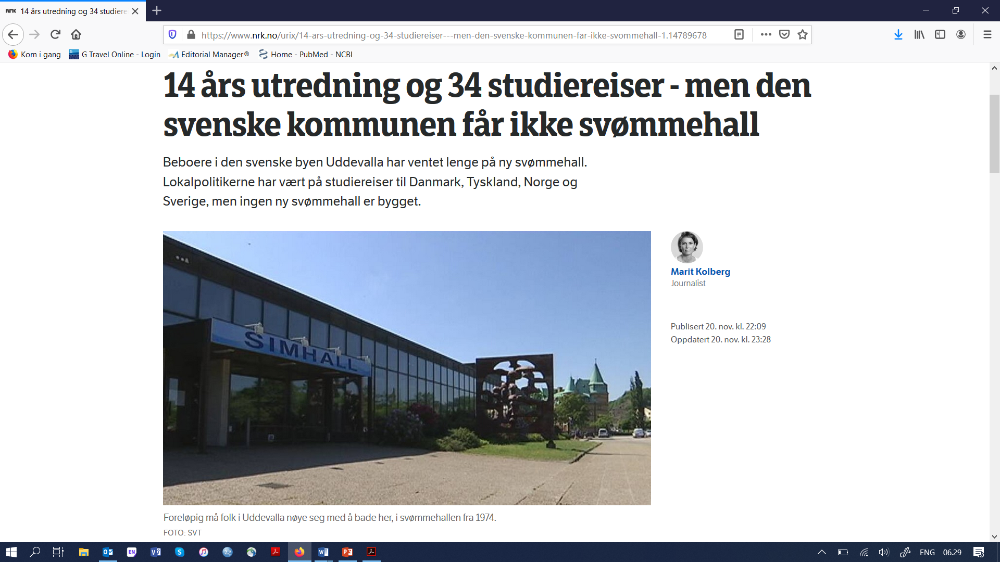 nrk 14 års utredning og 34 studiere
https://www.nrk.no/urix/14-ars-utredning-og-34-studiereiser---men-den-svenske-kommunen-far-ikke-svommehall-1.14789678
Kom i gang G Travel Online - Login Editorial Manager® Home - PubMed - NCBI
14 års utredning og 34 studiereiser - men den
svenske kommunen får ikke svømmehall
Beboere i den svenske byen Uddevalla har ventet lenge på ny svømmehall.
Lokalpolitikerne har vært på studiereiser til Danmark, Tyskland, Norge og
Sverige, men ingen ny svømmehall er bygget.
SIMHALL
Marit Kolberg
Journalist
Publisert 20. nov. kl. 22:09
Oppdatert 20. nov. kl. 23:28
Foreløpig må folk i Uddevalla nøye seg med å bade her, i svømmehallen fra 1974.
FOTO: SVT
EN
ENG 06.29